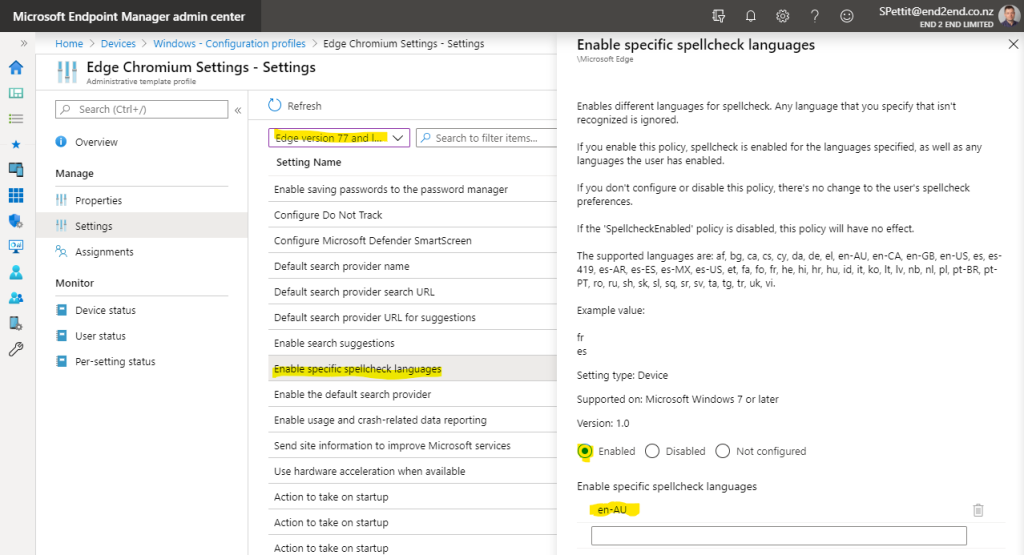 Microsoft Endpoint Manager admin center
SPettit@end2end.co.nz
END 2 END LIMITED
Home > Devices > Windows - Configuration profiles > Edge Chromium Settings - Settings
Edge Chromium Settings - Settings
Administrative template profile
Search (Ctrl+/)
Overview
Manage
Properties
Settings
Assignments
Monitor
Device status
User status
Per-setting status
Refresh
Edge version 77 and l...
Search to filter items...
Setting Name
Enable saving passwords to the password manager
Configure Do Not Track
Configure Microsoft Defender SmartScreen
Default search provider name
Default search provider search URL
Default search provider URL for suggestions
Enable search suggestions
Enable specific spellcheck languages
Enable the default search provider
Enable usage and crash-related data reporting
Send site information to improve Microsoft services
Use hardware acceleration when available
Action to take on startup
Action to take on startup
Action to take on startup
Enable specific spellcheck languages
\Microsoft Edge
Enables different languages for spellcheck. Any language that you specify that isn't
recognized is ignored.
If you enable this policy, spellcheck is enabled for the languages specified, as well as any
languages the user has enabled.
If you don't configure or disable this policy, there's no change to the user's spellcheck
preferences.
If the 'SpellcheckEnabled' policy is disabled, this policy will have no effect.
The supported languages are: af, bg, ca, cs, cy, da, de, el, en-AU, en-CA, en-GB, en-US, es, es-
419, es-AR, es-ES, es-MX, es-US, et, fa, fo, fr, he, hi, hr, hu, id, it, ko, lt, lv, nb, nl, pl, pt-BR, pt-
PT, ro, ru, sh, sk, sl, sq, sr, sv, ta, tg, tr, uk, vi.
Example value:
fr
es
Setting type: Device
Supported on: Microsoft Windows 7 or later
Version: 1.0
Enabled Disabled Not configured
Enable specific spellcheck languages
en-AU